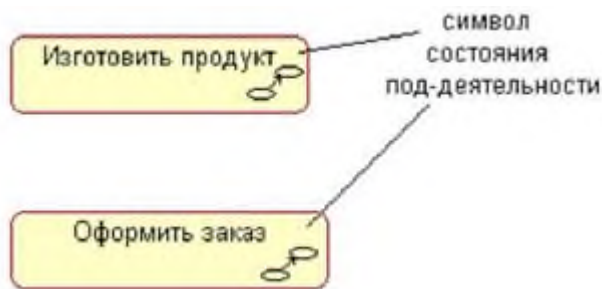 символ
Изготовить продукт
состояния
под-деятельности
Оформить заказ